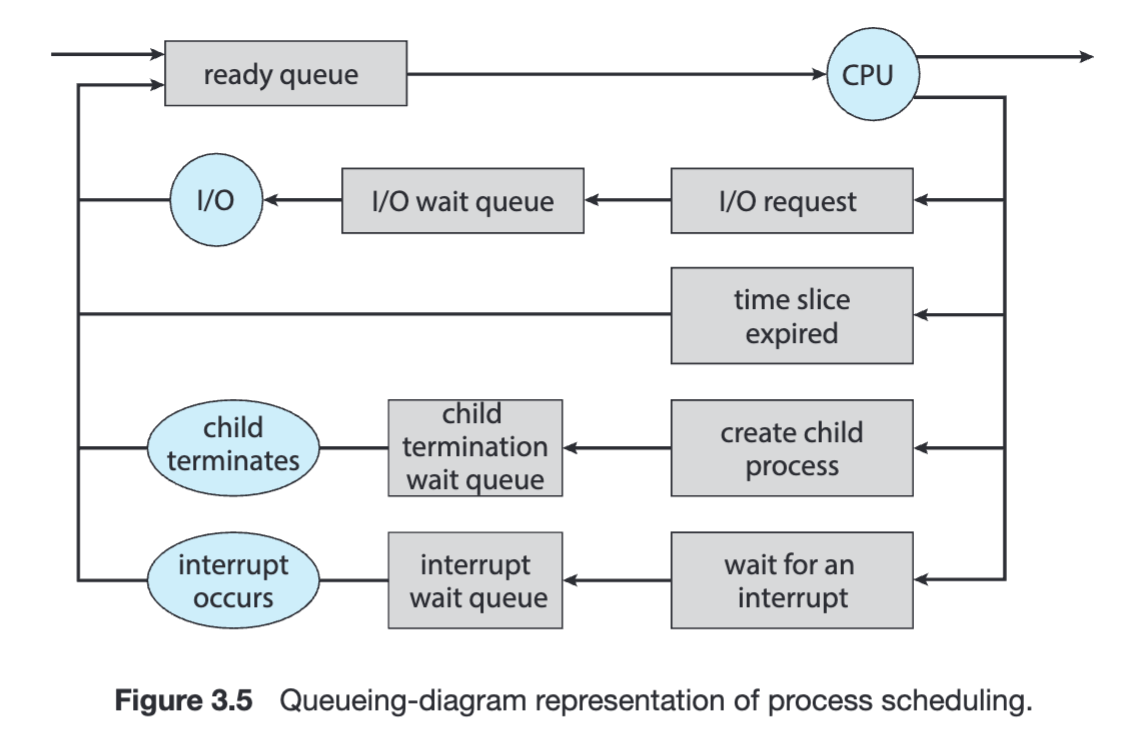 ready queue
CPU
I/O
I/O wait queue
I/O request
time slice
expired
child
terminates
child
termination
wait queue
create child
process
interrupt
occurs
interrupt
wait queue
wait for an
interrupt
Figure 3.5 Queueing-diagram representation of process scheduling.